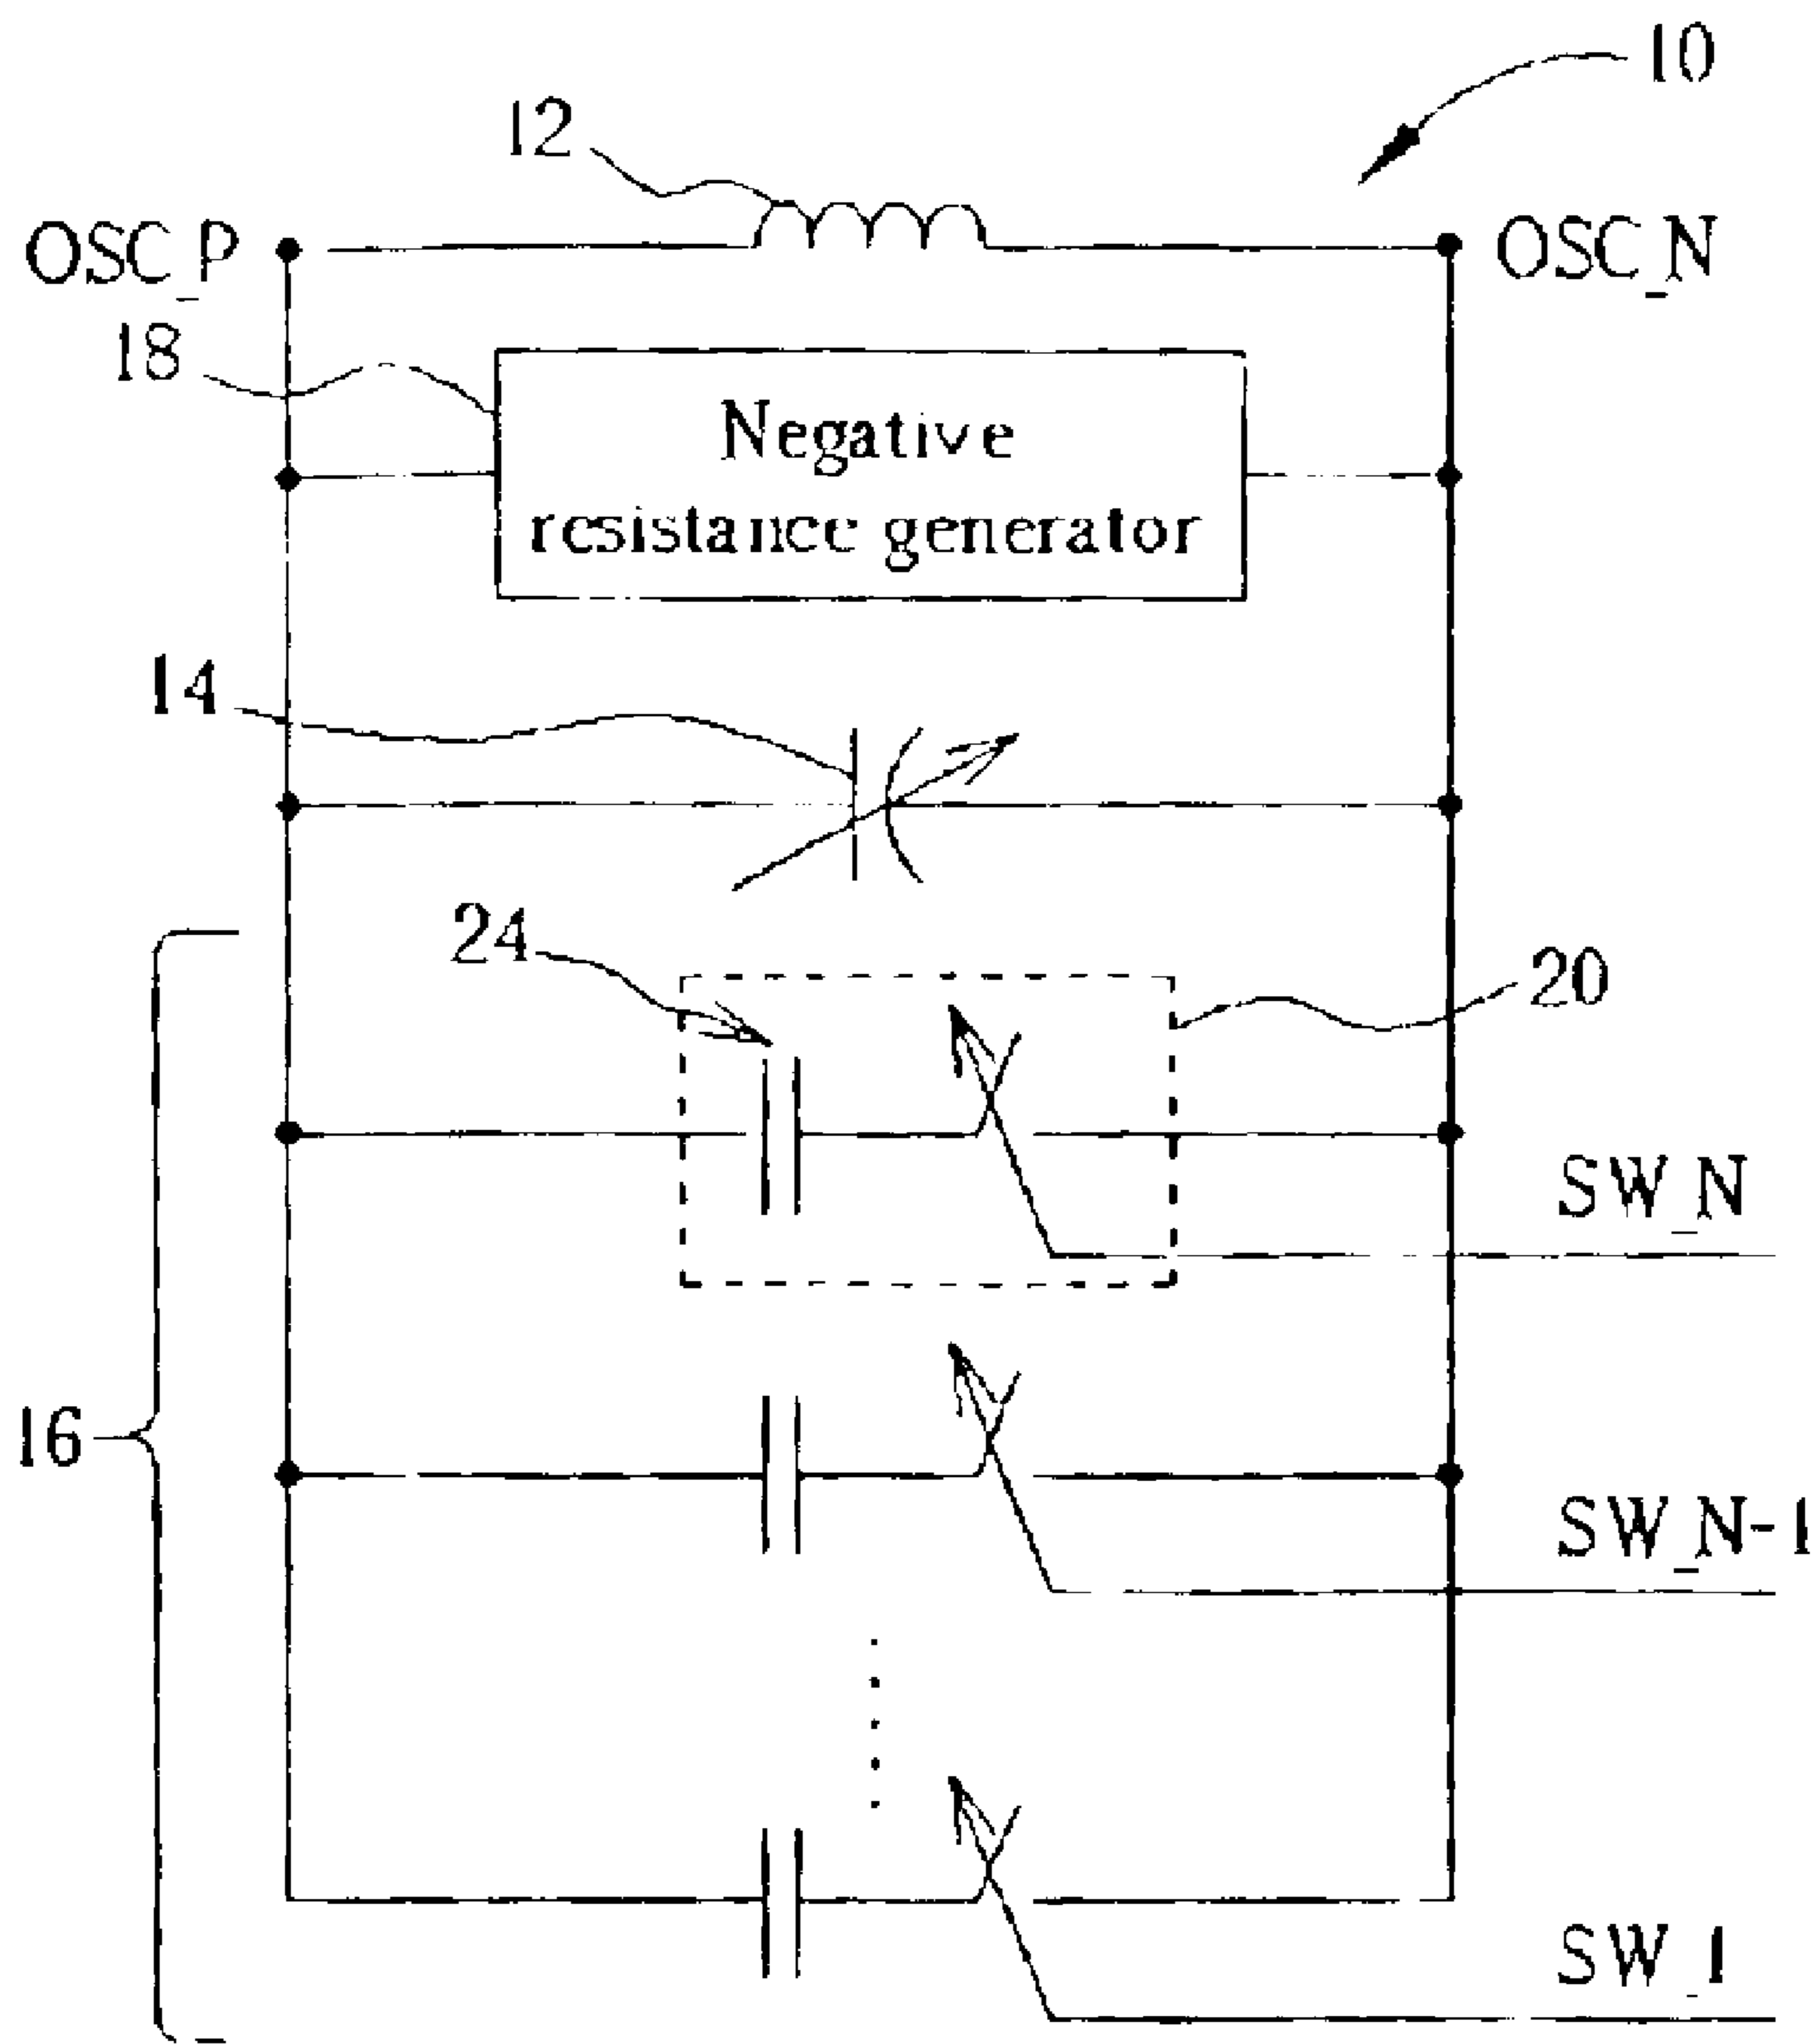 10
12
OSC_P
OSC_N
18
Negative
resistance generator
14
24
20
SW_N
16
SW_N-1
SW_1